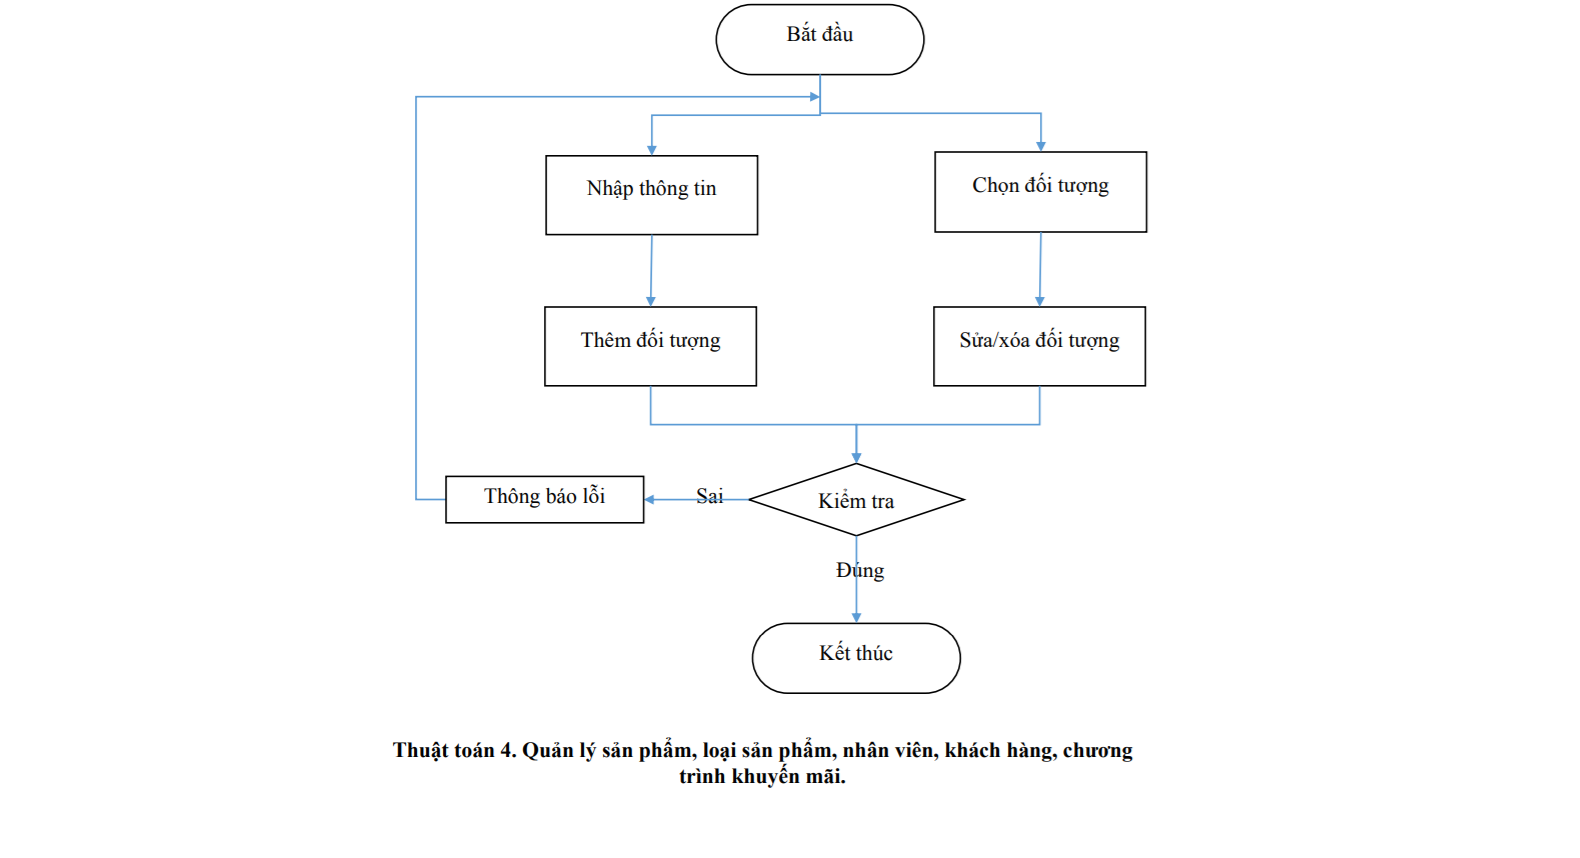 Bắt đầu
Nhập thông tin
Chọn đối tượng
Thêm đối tượng
Sửa/xóa đối tượng
Thông báo lỗi
Sai
Kiểm tra
Đúng
Kết thúc
Thuật toán 4. Quản lý sản phẩm, loại sản phẩm, nhân viên, khách hàng, chương
trình khuyến mãi.